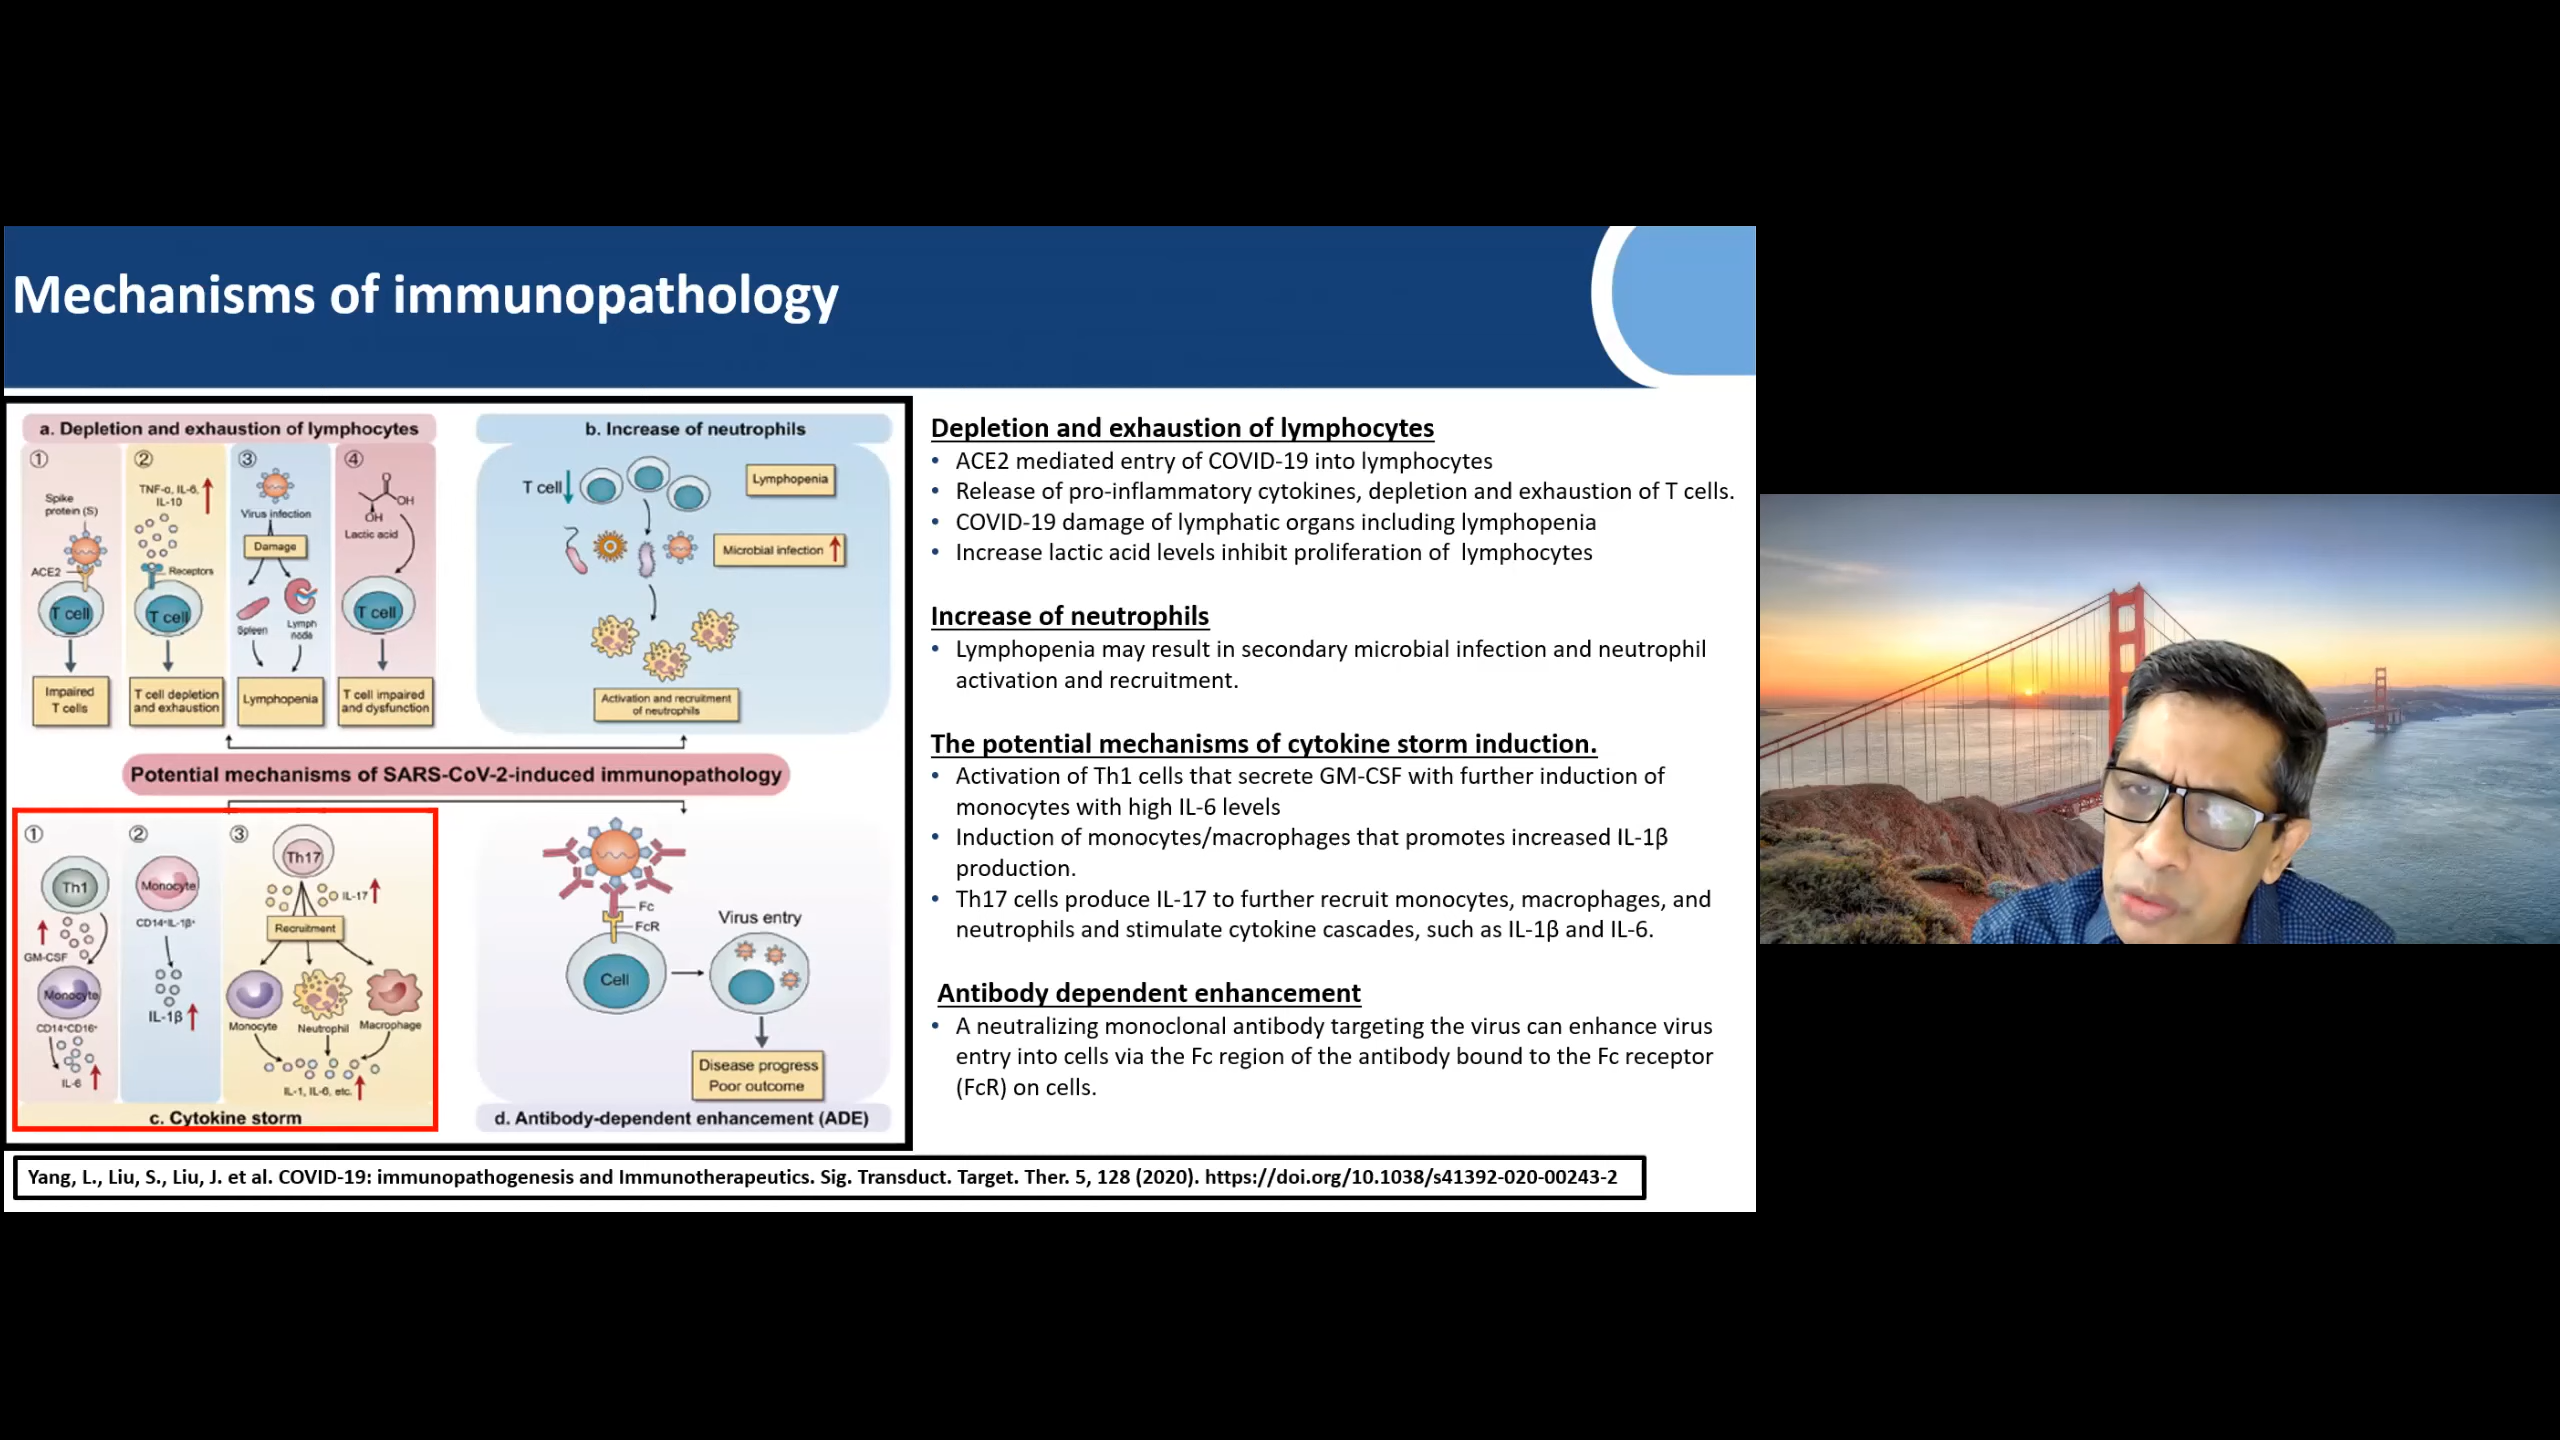 Mechanisms of immunopathology
a. Depletion and exhaustion of lymphocytes
①
Spike
protein (S)
ACE2
T cell
Impaired
T cells
②
TNF-α, IL-6,
IL-10
Receptors
T cell
T cell depletion
and exhaustion
③
Virus infection
Damage
Spleen
Lymph
node
Lymphopenia
④
OH
OH
Lactic acid
T cell
T cell impaired
and dysfunction
b. Increase of neutrophils
T cell
Lymphopenia
Microbial infection
Activation and recruitment
of neutrophils
Potential mechanisms of SARS-CoV-2-induced immunopathology
①
Th1
GM-CSF
Monocyte
CD14⁺CD16⁺
IL-6
②
Monocyte
CD14⁺IL-1β⁺
IL-1β
③
Th17
IL-17
Recruitment
Monocyte
Neutrophil
Macrophage
IL-1, IL-6, etc.
c. Cytokine storm
Fc
FcR
Cell
Virus entry
Disease progress
Poor outcome
d. Antibody-dependent enhancement (ADE)
Depletion and exhaustion of lymphocytes
• ACE2 mediated entry of COVID-19 into lymphocytes
• Release of pro-inflammatory cytokines, depletion and exhaustion of T cells.
• COVID-19 damage of lymphatic organs including lymphopenia
• Increase lactic acid levels inhibit proliferation of lymphocytes
Increase of neutrophils
• Lymphopenia may result in secondary microbial infection and neutrophil
activation and recruitment.
The potential mechanisms of cytokine storm induction.
• Activation of Th1 cells that secrete GM-CSF with further induction of
monocytes with high IL-6 levels
• Induction of monocytes/macrophages that promotes increased IL-1β
production.
• Th17 cells produce IL-17 to further recruit monocytes, macrophages, and
neutrophils and stimulate cytokine cascades, such as IL-1β and IL-6.
Antibody dependent enhancement
• A neutralizing monoclonal antibody targeting the virus can enhance virus
entry into cells via the Fc region of the antibody bound to the Fc receptor
(FcR) on cells.
Yang, L., Liu, S., Liu, J. et al. COVID-19: immunopathogenesis and Immunotherapeutics. Sig. Transduct. Target. Ther. 5, 128 (2020). https://doi.org/10.1038/s41392-020-00243-2